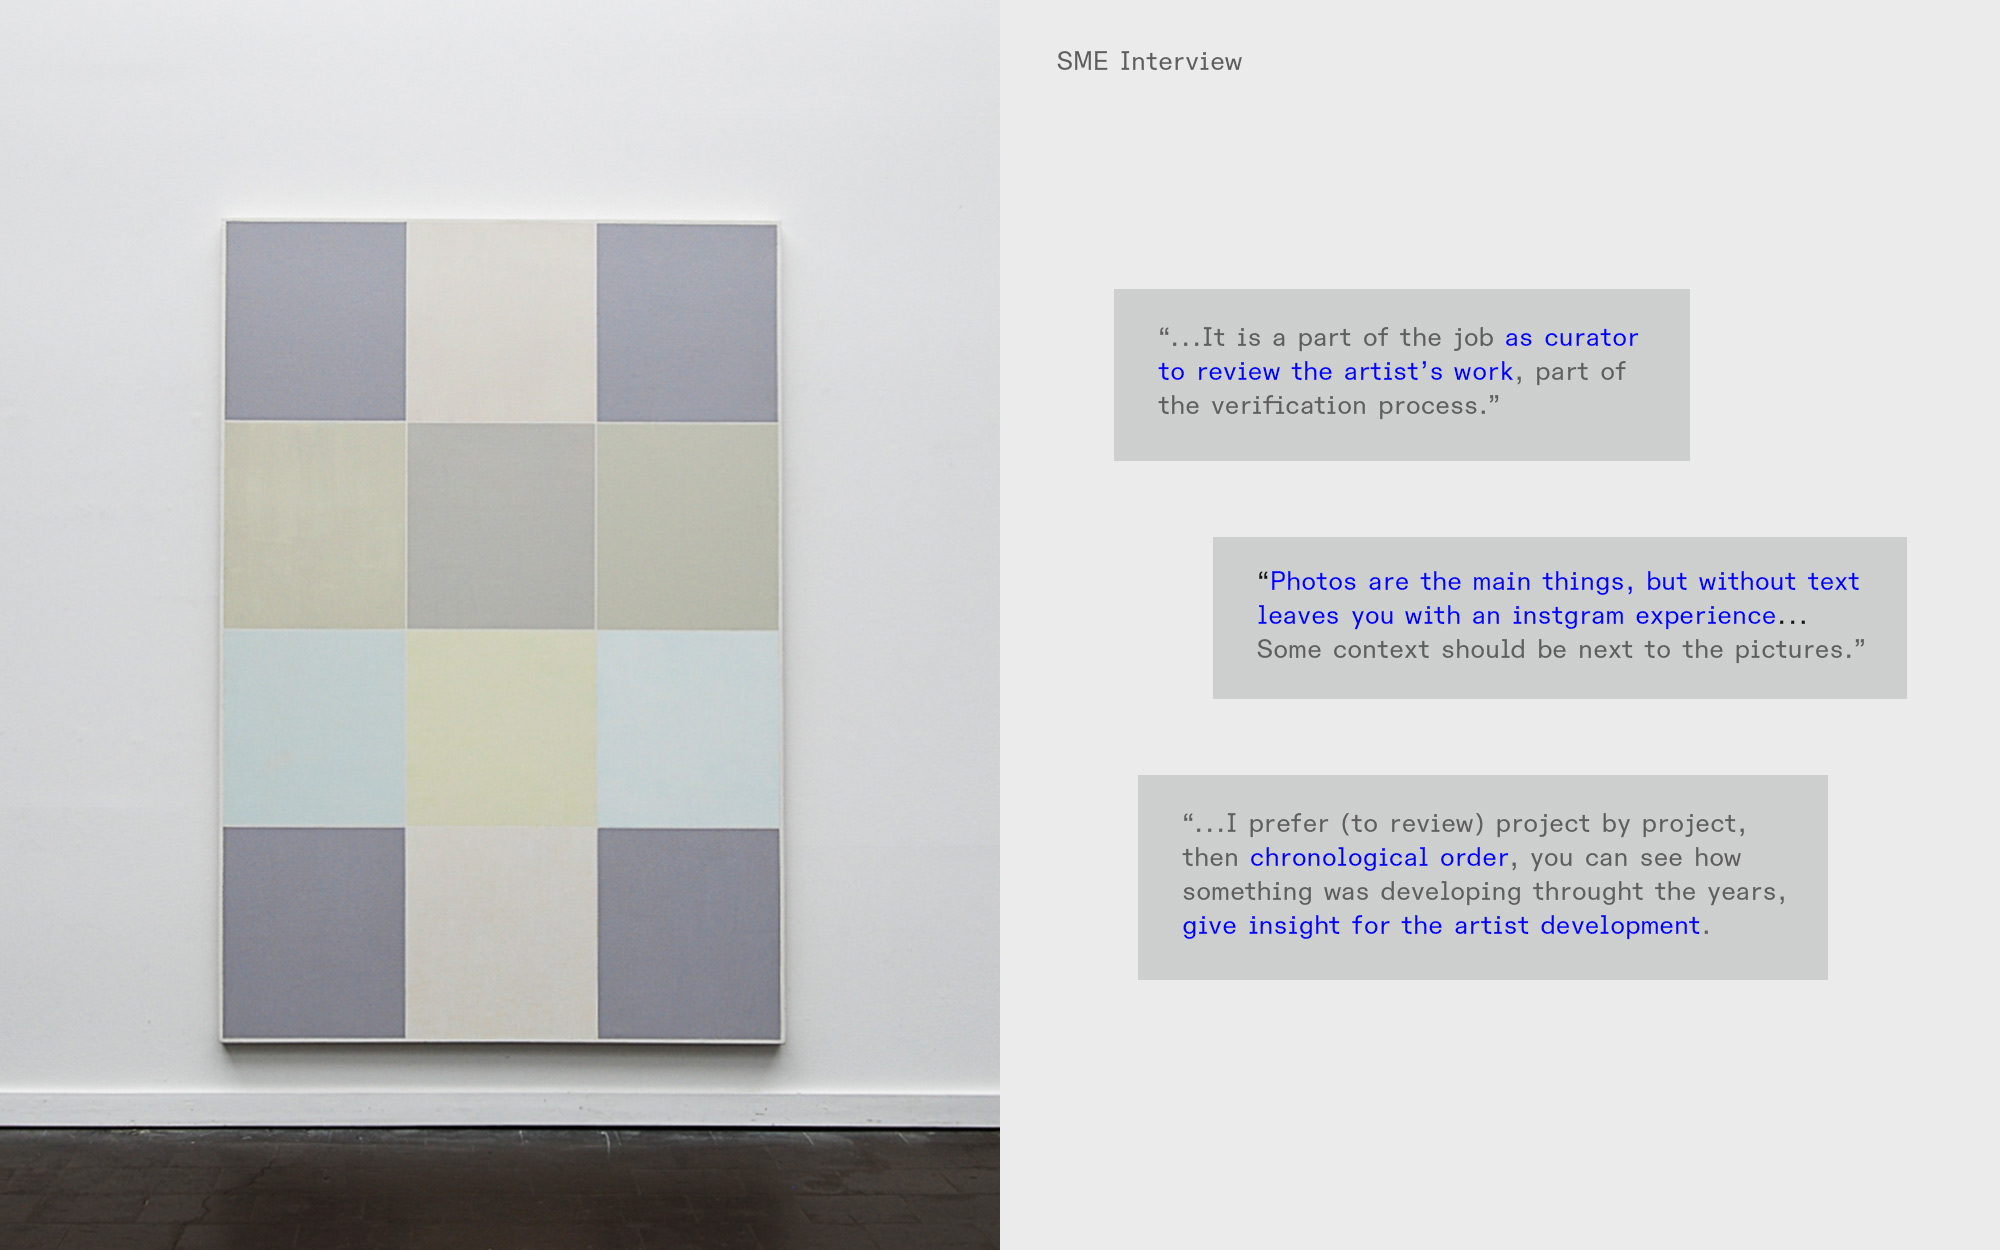 SME Interview
“...It is a part of the job as curator
to review the artist’s work, part of
the verification process.”
“Photos are the main things, but without text
leaves you with an instgram experience...
Some context should be next to the pictures.”
“...I prefer (to review) project by project,
then chronological order, you can see how
something was developing throught the years,
give insight for the artist development.